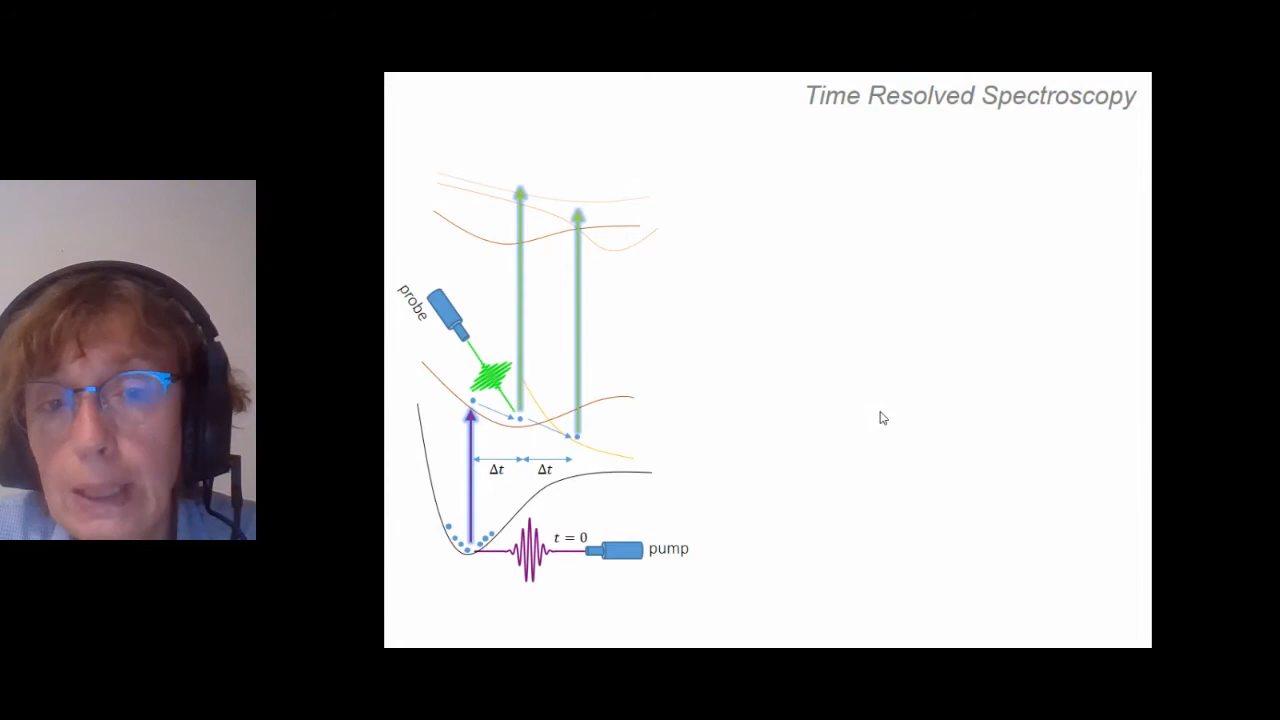 Time Resolved Spectroscopy
probe
Δt Δt
t = 0
pump